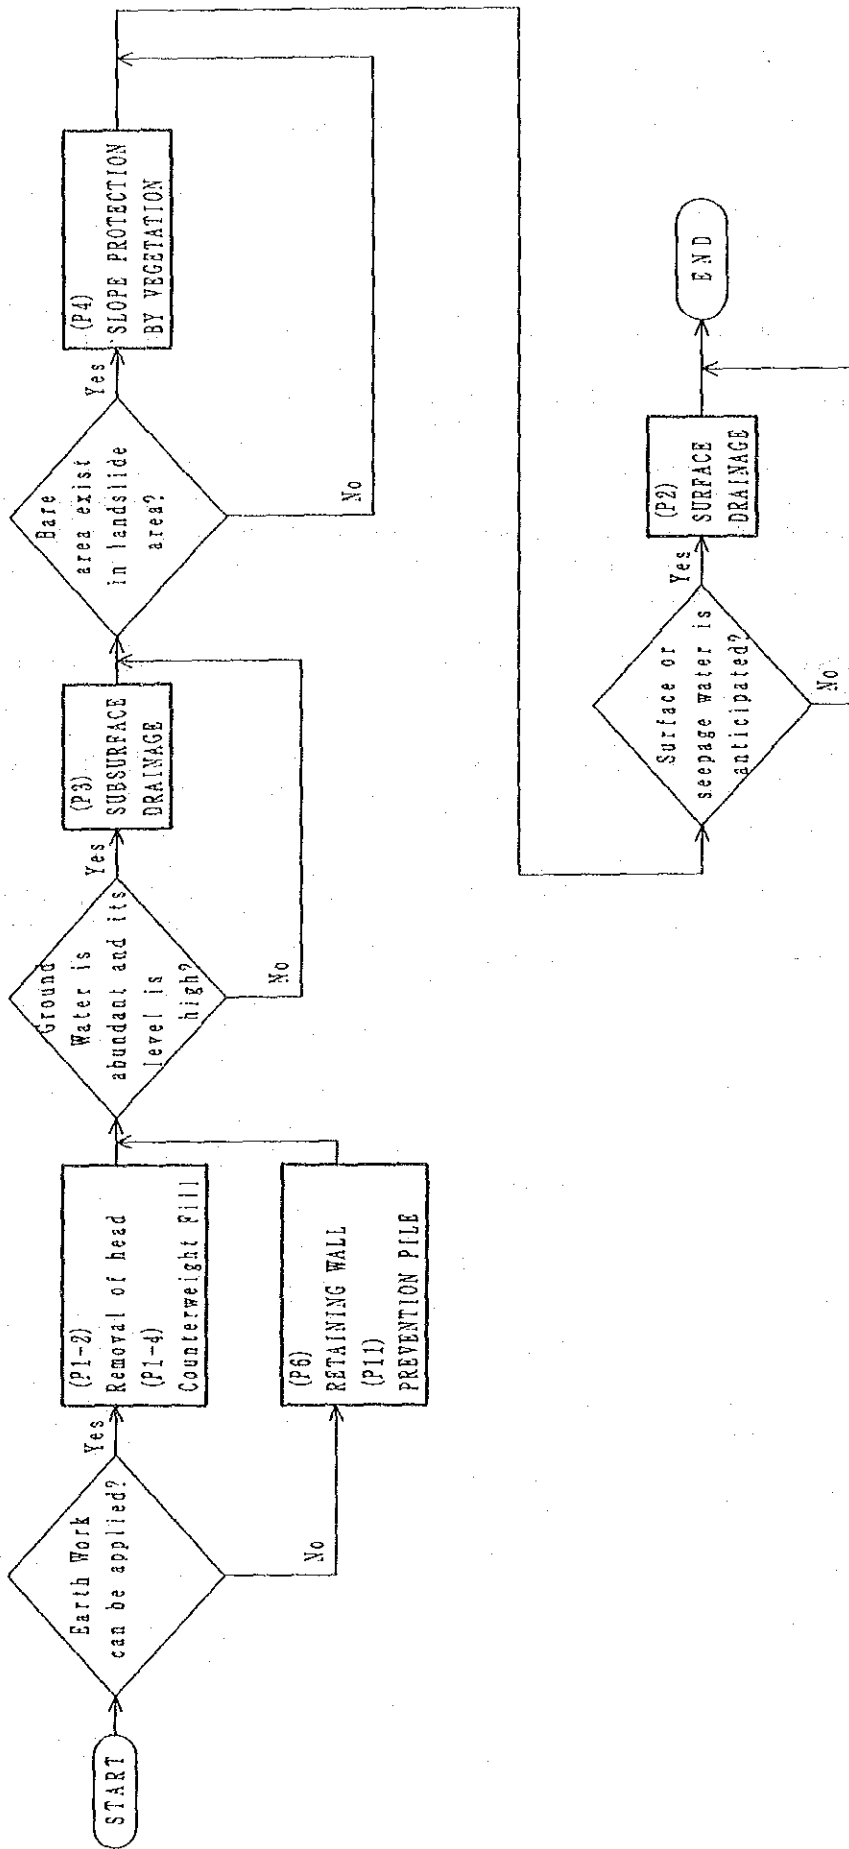 START
Earth Work
can be applied?
Yes
No
(P1-2)
Removal of head
(P1-4)
Counterweight Fill
(P6)
RETAINING WALL
(P11)
PREVENTION PILE
Ground
Water is
abundant and its
level is
high?
Yes
No
(P3)
SUBSURFACE
DRAINAGE
Bare
area exist
in landslide
area?
Yes
No
(P4)
SLOPE PROTECTION
BY VEGETATION
Surface or
seepage water is
anticipated?
Yes
No
(P2)
SURFACE
DRAINAGE
END